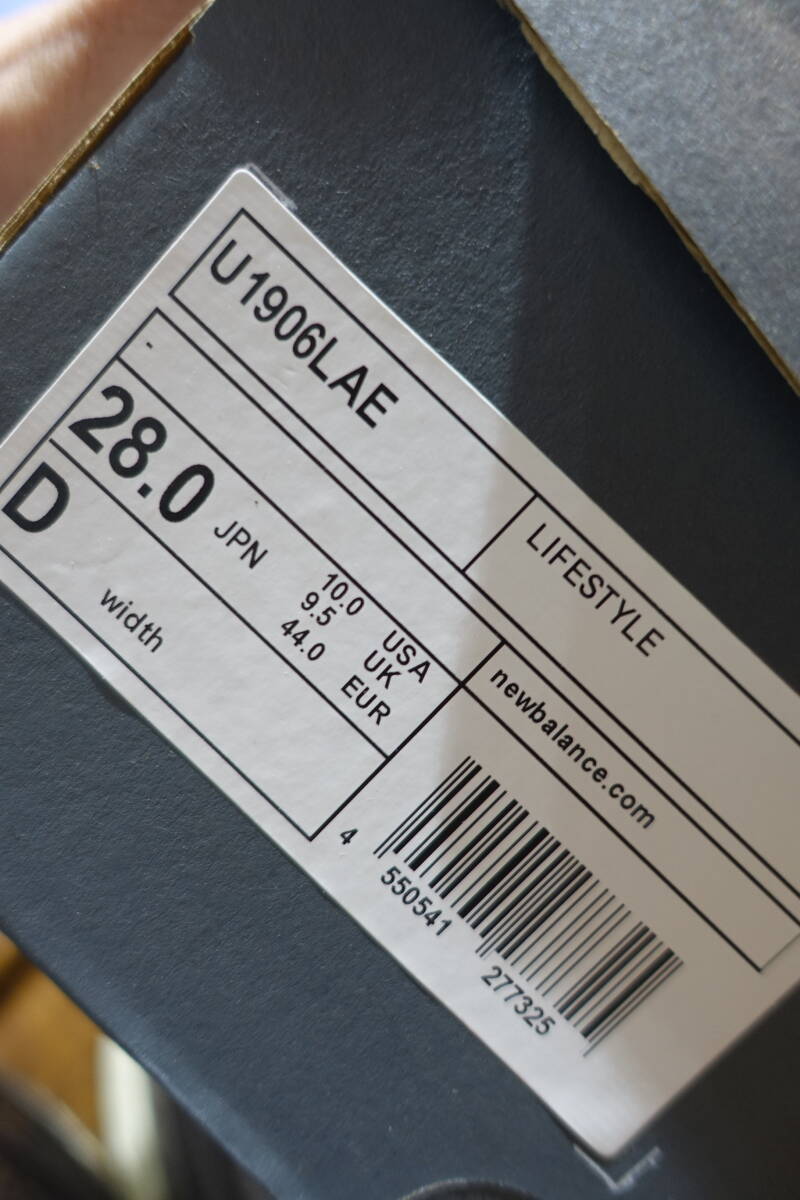 U1906LAE
LIFESTYLE
-
28.0 JPN
10.0 USA
9.5 UK
44.0 EUR
D
width
newbalance.com
4 550541 277325